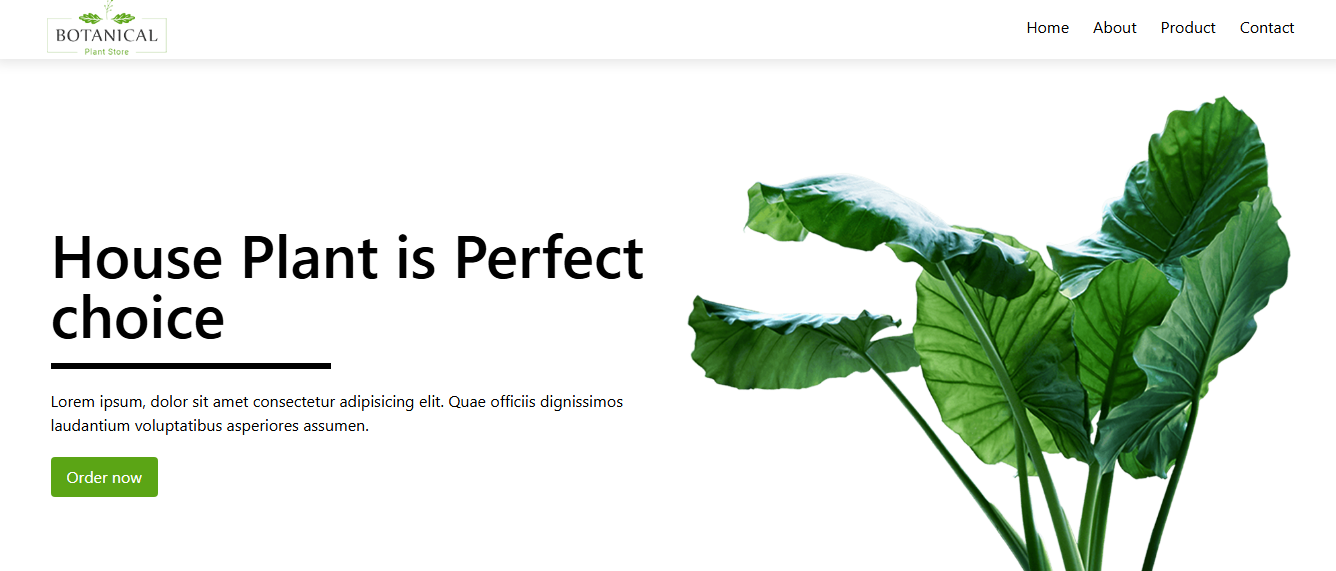 BOTANICAL
Plant Store
Home About Product Contact
House Plant is Perfect
choice
Lorem ipsum, dolor sit amet consectetur adipisicing elit. Quae officiis dignissimos
laudantium voluptatibus asperiores assumen.
Order now